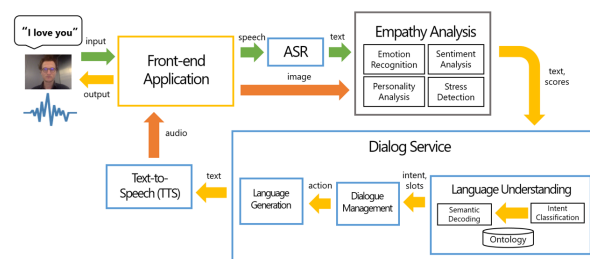 “I love you”
input
output
Front-end
Application
speech
ASR
text
image
Empathy Analysis
Emotion
Recognition
Sentiment
Analysis
Personality
Analysis
Stress
Detection
text,
scores
audio
Dialog Service
Text-to-
Speech (TTS)
text
Language
Generation
action
Dialogue
Management
intent,
slots
Language Understanding
Semantic
Decoding
Intent
Classification
Ontology